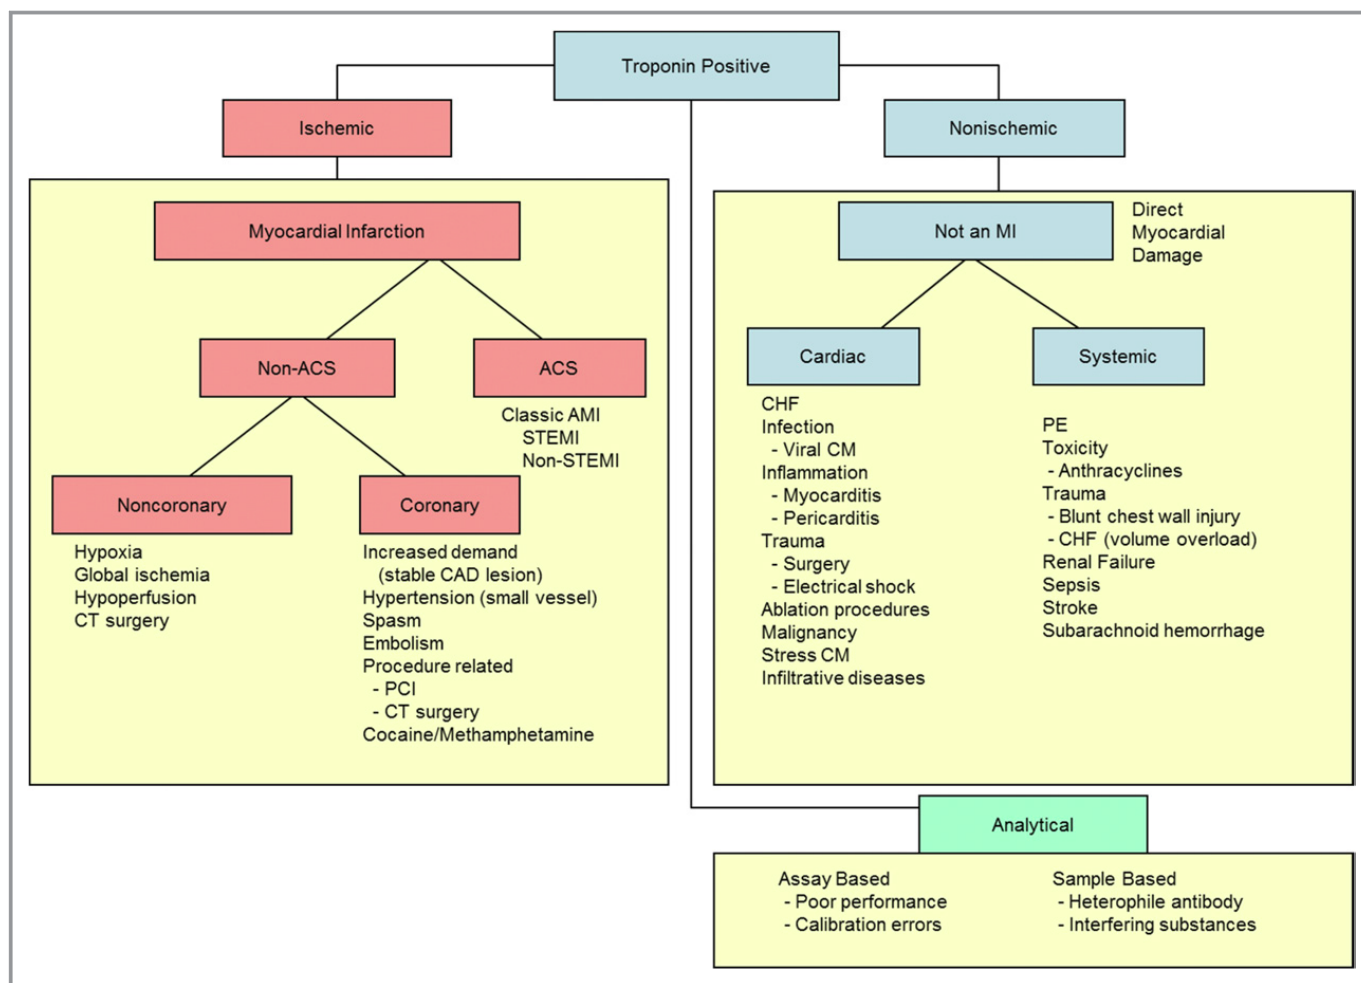 Troponin Positive
Ischemic
Nonischemic
Myocardial Infarction
Not an MI
Direct
Myocardial
Damage
Non-ACS
ACS
Classic AMI
STEMI
Non-STEMI
Noncoronary
Hypoxia
Global ischemia
Hypoperfusion
CT surgery
Coronary
Increased demand
(stable CAD lesion)
Hypertension (small vessel)
Spasm
Embolism
Procedure related
- PCI
- CT surgery
Cocaine/Methamphetamine
Cardiac
CHF
Infection
- Viral CM
Inflammation
- Myocarditis
- Pericarditis
Trauma
- Surgery
- Electrical shock
Ablation procedures
Malignancy
Stress CM
Infiltrative diseases
Systemic
PE
Toxicity
- Anthracyclines
Trauma
- Blunt chest wall injury
- CHF (volume overload)
Renal Failure
Sepsis
Stroke
Subarachnoid hemorrhage
Analytical
Assay Based
- Poor performance
- Calibration errors
Sample Based
- Heterophile antibody
- Interfering substances